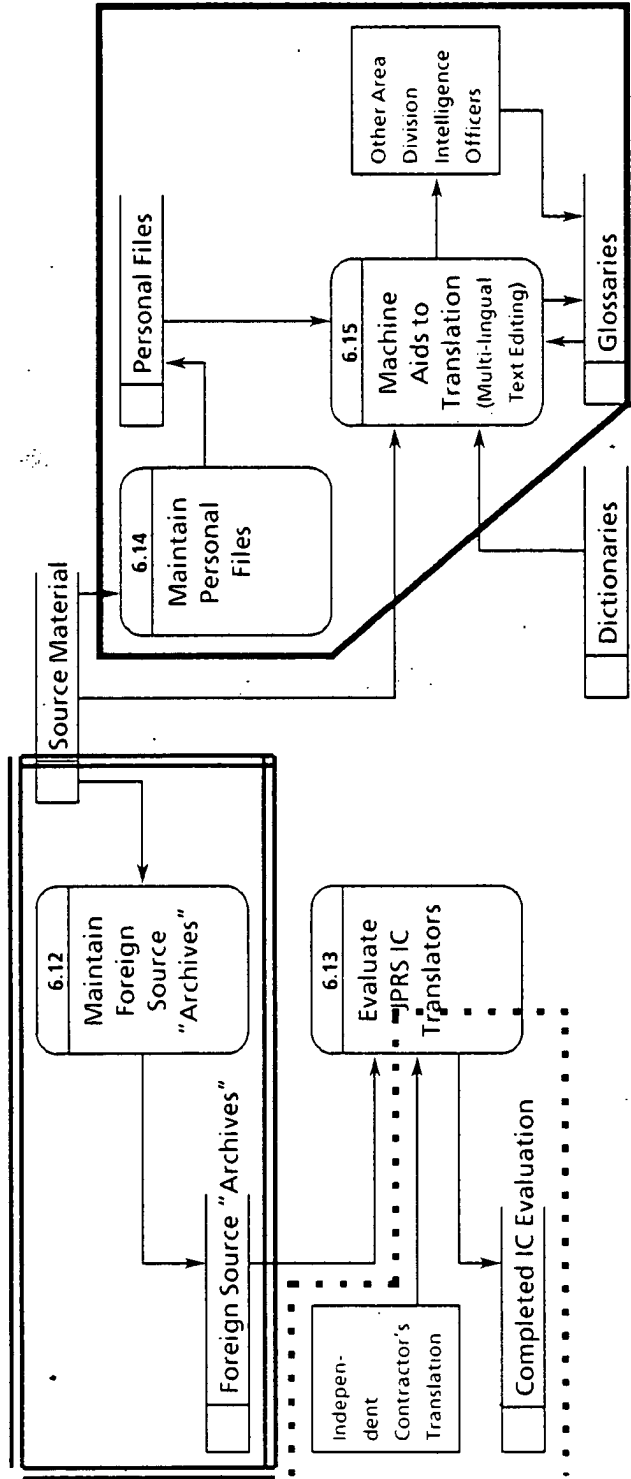 Source Material
6.12
Maintain
Foreign
Source
"Archives"
Foreign Source "Archives"
6.13
Evaluate
JPRS IC
Translators
Indepen-
dent
Contractor's
Translation
Completed IC Evaluation
6.14
Maintain
Personal
Files
Personal Files
6.15
Machine
Aids to
Translation
(Multi-lingual
Text Editing)
Other Area
Division
Intelligence
Officers
Dictionaries
Glossaries